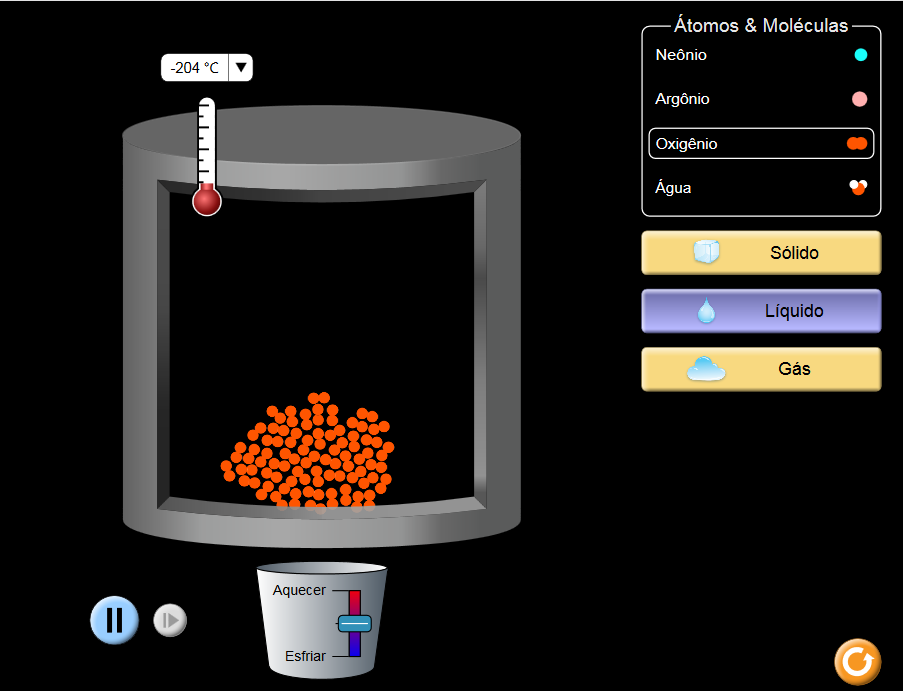 Átomos & Moléculas
-204 °C
Neônio
Argônio
Oxigênio
Água
Sólido
Líquido
Gás
Aquecer
Esfriar